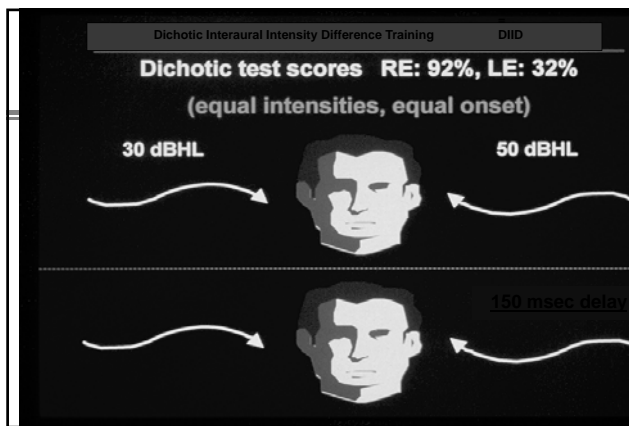 Dichotic Interaural Intensity Difference Training DIID
Dichotic test scores RE: 92%, LE: 32%
(equal intensities, equal onset)
30 dBHL 50 dBHL
150 msec delay